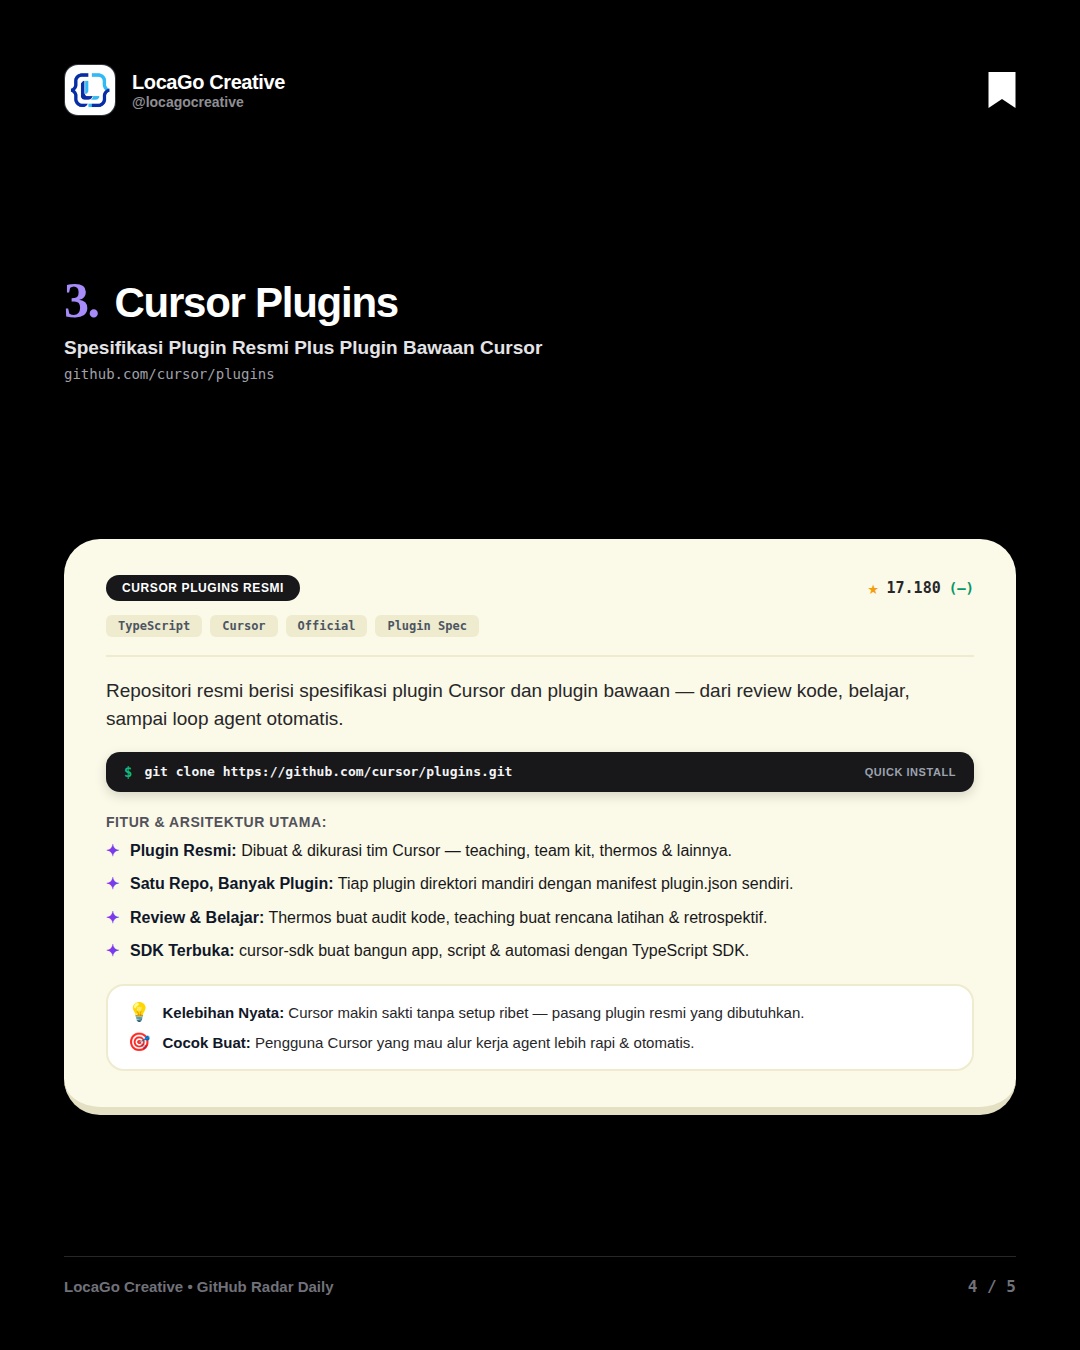 LocaGo Creative
@locagocreative
3. Cursor Plugins
Spesifikasi Plugin Resmi Plus Plugin Bawaan Cursor
github.com/cursor/plugins
CURSOR PLUGINS RESMI
★ 17.180 (—)
TypeScript Cursor Official Plugin Spec
Repositori resmi berisi spesifikasi plugin Cursor dan plugin bawaan — dari review kode, belajar,
sampai loop agent otomatis.
$ git clone https://github.com/cursor/plugins.git QUICK INSTALL
FITUR & ARSITEKTUR UTAMA:
✦ Plugin Resmi: Dibuat & dikurasi tim Cursor — teaching, team kit, thermos & lainnya.
✦ Satu Repo, Banyak Plugin: Tiap plugin direktori mandiri dengan manifest plugin.json sendiri.
✦ Review & Belajar: Thermos buat audit kode, teaching buat rencana latihan & retrospektif.
✦ SDK Terbuka: cursor-sdk buat bangun app, script & automasi dengan TypeScript SDK.
💡 Kelebihan Nyata: Cursor makin sakti tanpa setup ribet — pasang plugin resmi yang dibutuhkan.
🎯 Cocok Buat: Pengguna Cursor yang mau alur kerja agent lebih rapi & otomatis.
LocaGo Creative • GitHub Radar Daily
4 / 5